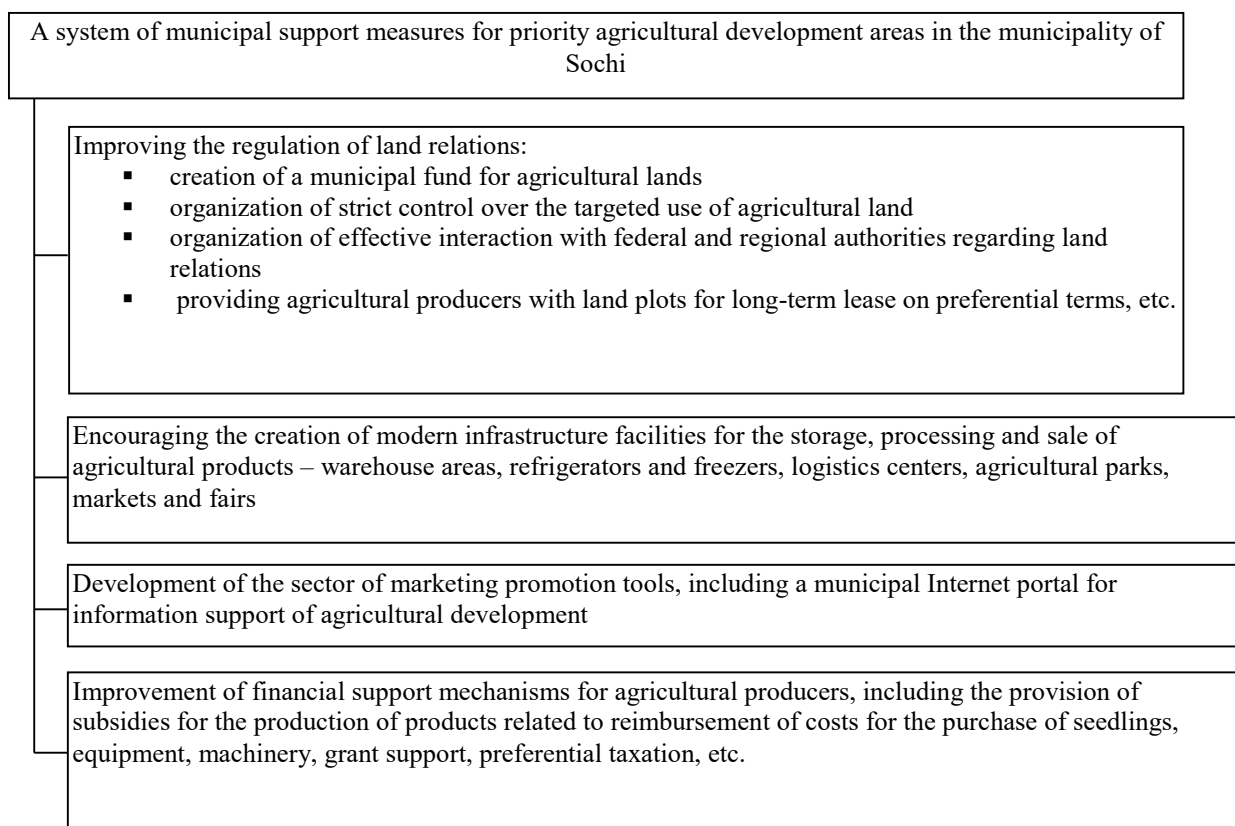 A system of municipal support measures for priority agricultural development areas in the municipality of
Sochi
Improving the regulation of land relations:
▪ creation of a municipal fund for agricultural lands
▪ organization of strict control over the targeted use of agricultural land
▪ organization of effective interaction with federal and regional authorities regarding land
relations
▪ providing agricultural producers with land plots for long-term lease on preferential terms, etc.
Encouraging the creation of modern infrastructure facilities for the storage, processing and sale of
agricultural products – warehouse areas, refrigerators and freezers, logistics centers, agricultural parks,
markets and fairs
Development of the sector of marketing promotion tools, including a municipal Internet portal for
information support of agricultural development
Improvement of financial support mechanisms for agricultural producers, including the provision of
subsidies for the production of products related to reimbursement of costs for the purchase of seedlings,
equipment, machinery, grant support, preferential taxation, etc.